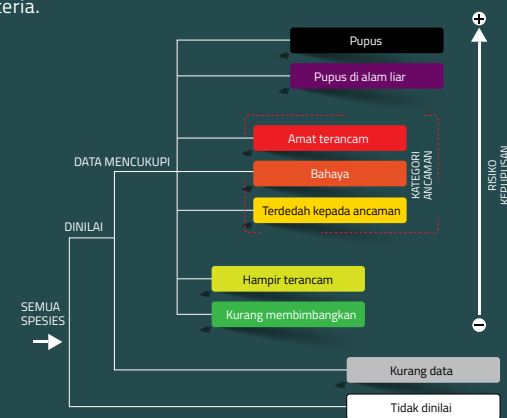 teria.
Pupus
Pupus di alam liar
Amat terancam
DATA MENCUKUPI
Bahaya
KATEGORI
ANCAMAN
RISIKO
KEPUPUSAN
Terdedah kepada ancaman
DINILAI
Hampir terancam
SEMUA
SPESIES
Kurang membimbangkan
Kurang data
Tidak dinilai